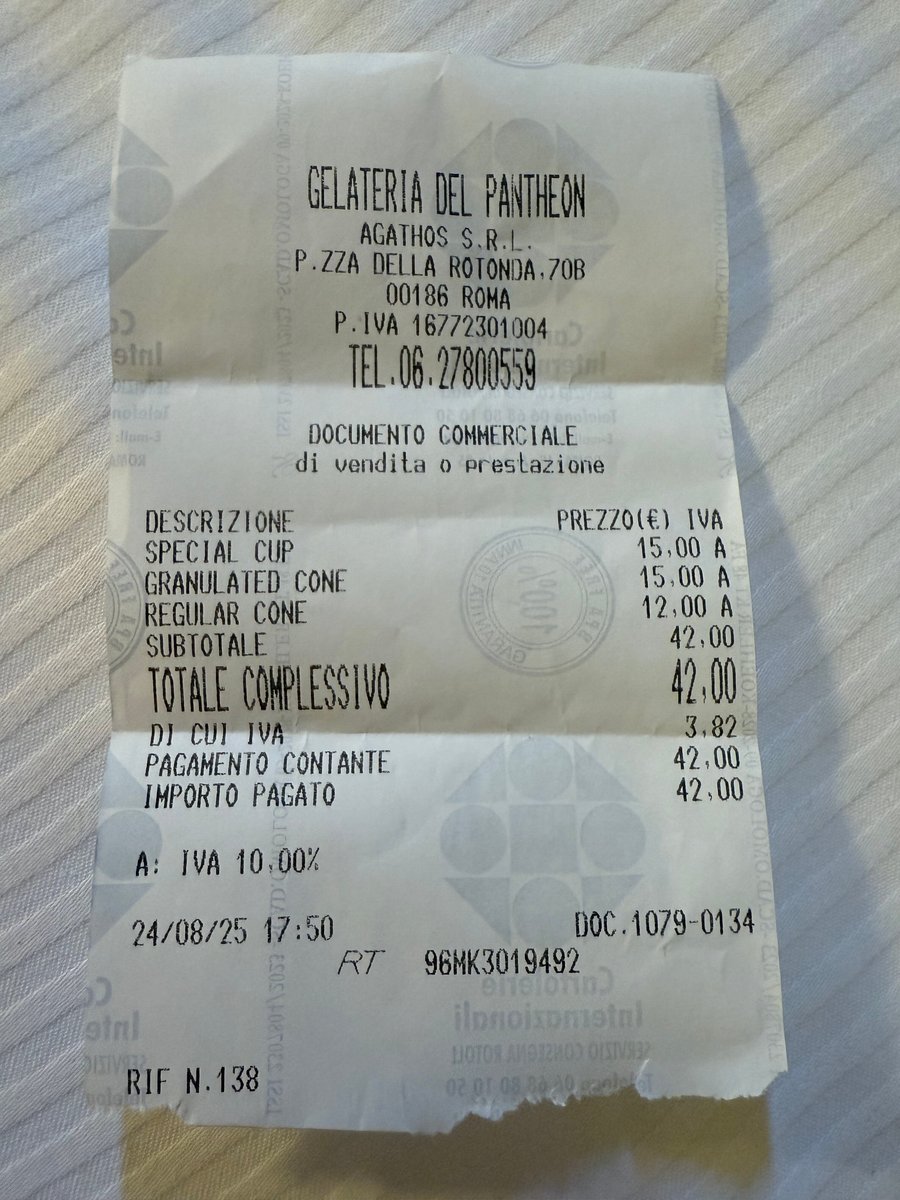 GELATERIA DEL PANTHEON
AGATHOS S.R.L.
P.ZZA DELLA ROTONDA,70B
00186 ROMA
P.IVA 16772301004
TEL.06.27800559
DOCUMENTO COMMERCIALE
di vendita o prestazione
DESCRIZIONE PREZZO(€) IVA
SPECIAL CUP 15,00 A
GRANULATED CONE 15,00 A
REGULAR CONE 12,00 A
SUBTOTALE 42,00
TOTALE COMPLESSIVO 42,00
DI CUI IVA 3,82
PAGAMENTO CONTANTE 42,00
IMPORTO PAGATO 42,00
A: IVA 10,00%
24/08/25 17:50 DOC.1079-0134
RT 96MK3019492
RIF N.138